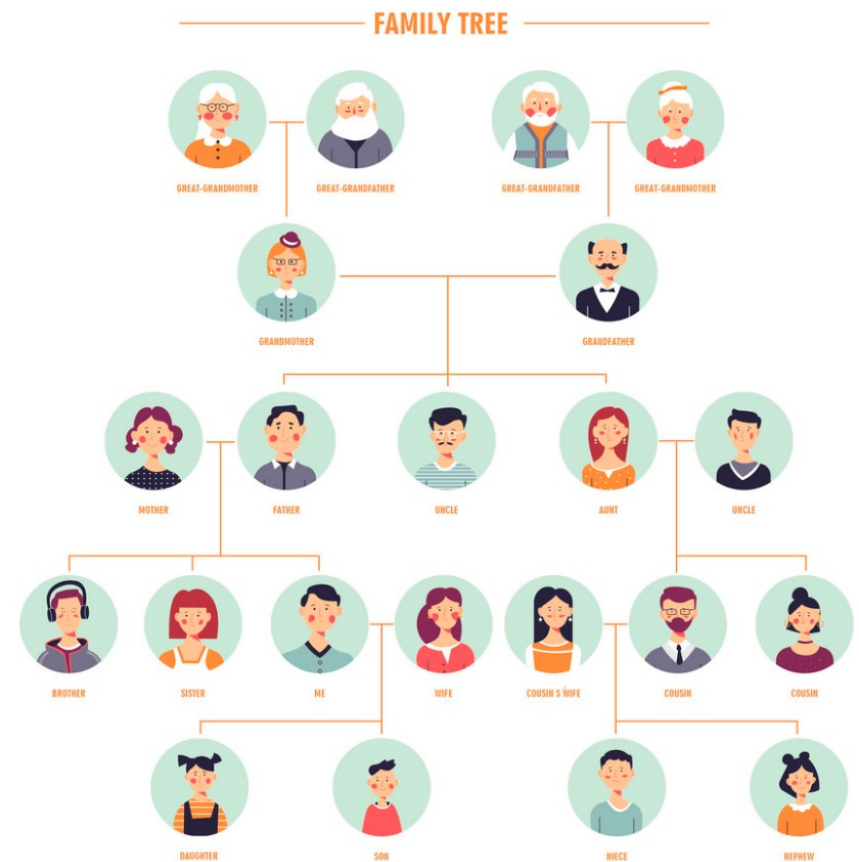 FAMILY TREE
GREAT-GRANDMOTHER GREAT-GRANDFATHER GREAT-GRANDFATHER GREAT-GRANDMOTHER
GRANDMOTHER GRANDFATHER
MOTHER FATHER UNCLE AUNT UNCLE
BROTHER SISTER ME WIFE COUSIN S WIFE COUSIN COUSIN
DAUGHTER SON NIECE NEPHEW